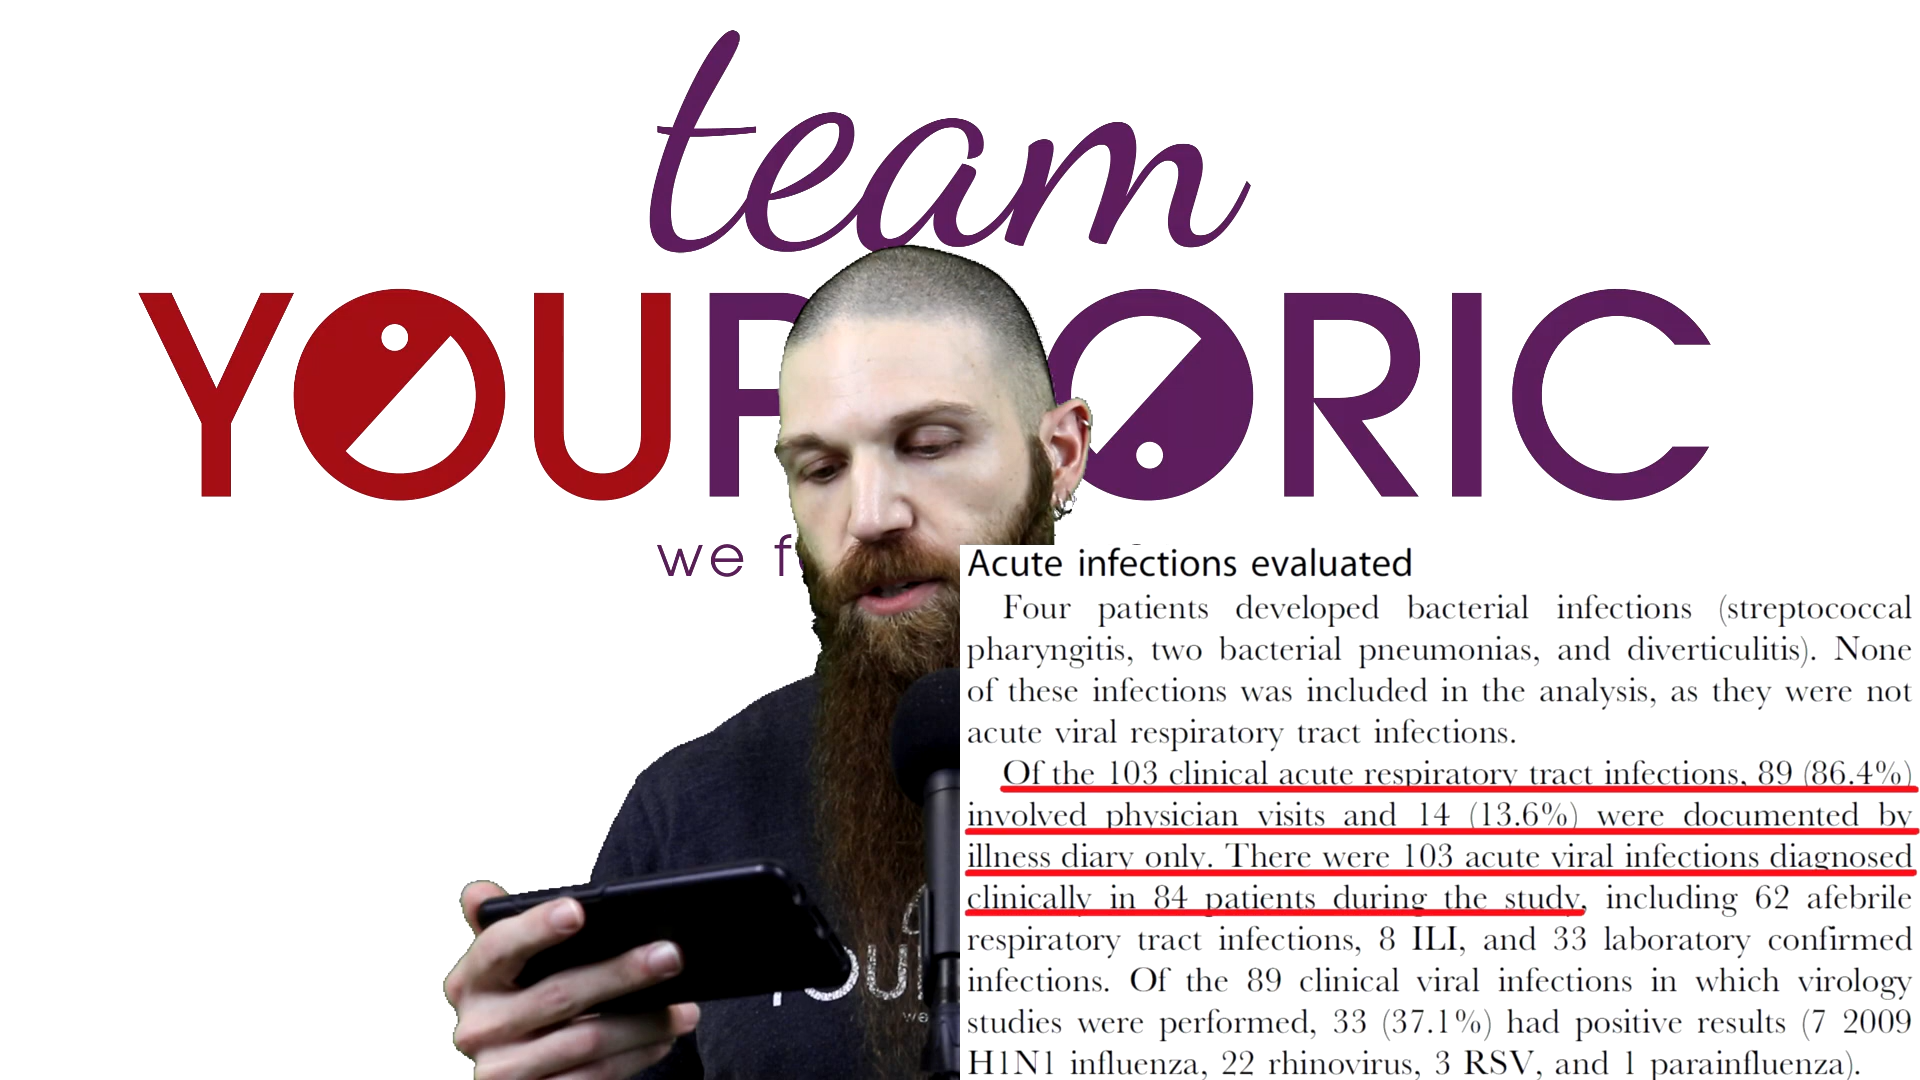 team
YOUPHORIC
we f
Acute infections evaluated
Four patients developed bacterial infections (streptococcal
pharyngitis, two bacterial pneumonias, and diverticulitis). None
of these infections was included in the analysis, as they were not
acute viral respiratory tract infections.
Of the 103 clinical acute respiratory tract infections, 89 (86.4%)
involved physician visits and 14 (13.6%) were documented by
illness diary only. There were 103 acute viral infections diagnosed
clinically in 84 patients during the study, including 62 afebrile
respiratory tract infections, 8 ILI, and 33 laboratory confirmed
infections. Of the 89 clinical viral infections in which virology
studies were performed, 33 (37.1%) had positive results (7 2009
H1N1 influenza, 22 rhinovirus, 3 RSV, and 1 parainfluenza).